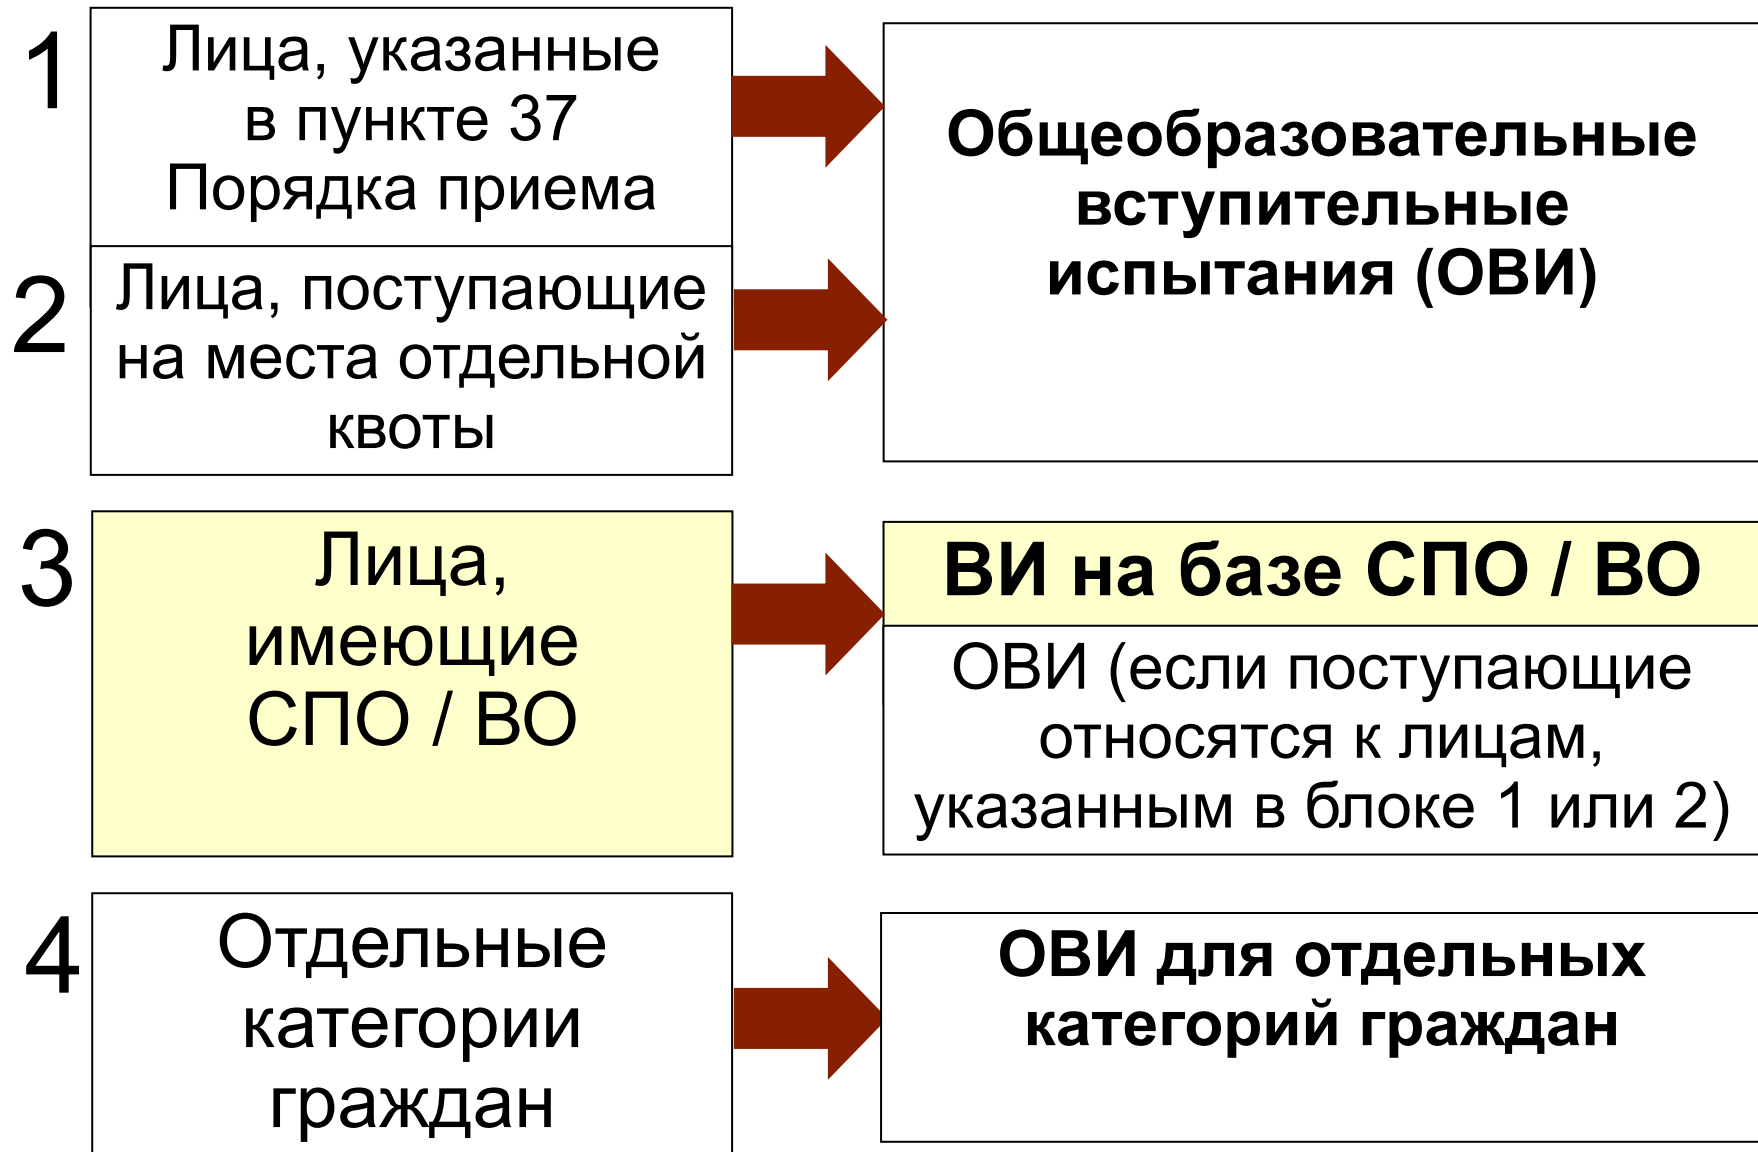 1
Лица, указанные
в пункте 37
Порядка приема
2
Лица, поступающие
на места отдельной
квоты
Общеобразовательные
вступительные
испытания (ОВИ)
3
Лица,
имеющие
СПО / ВО
ВИ на базе СПО / ВО
ОВИ (если поступающие
относятся к лицам,
указанным в блоке 1 или 2)
4
Отдельные
категории
граждан
ОВИ для отдельных
категорий граждан